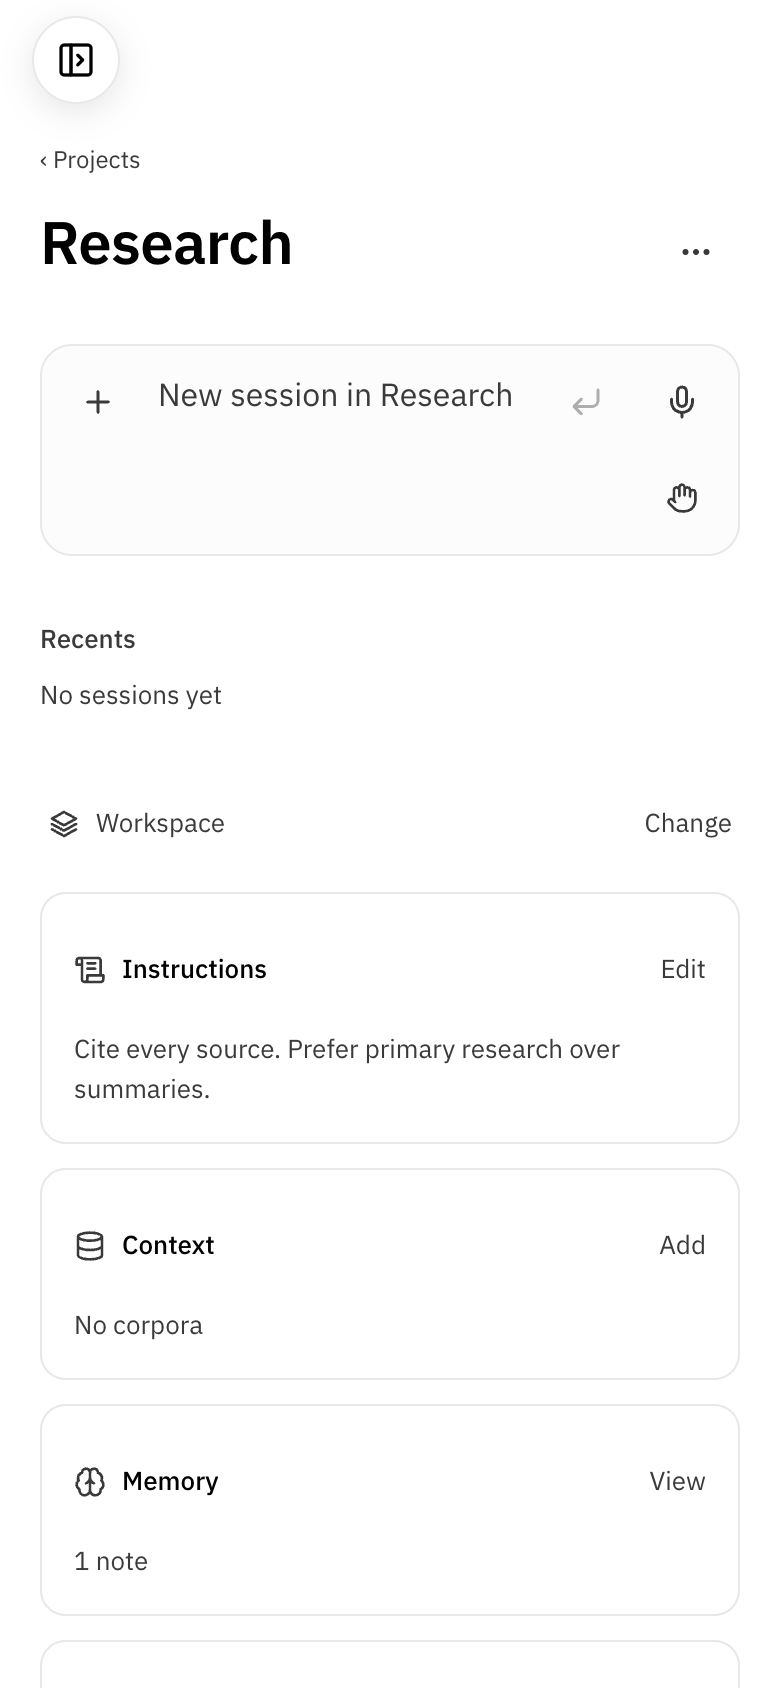 ‹ Projects
Research
New session in Research
Recents
No sessions yet
Workspace
Change
Instructions
Edit
Cite every source. Prefer primary research over
summaries.
Context
Add
No corpora
Memory
View
1 note